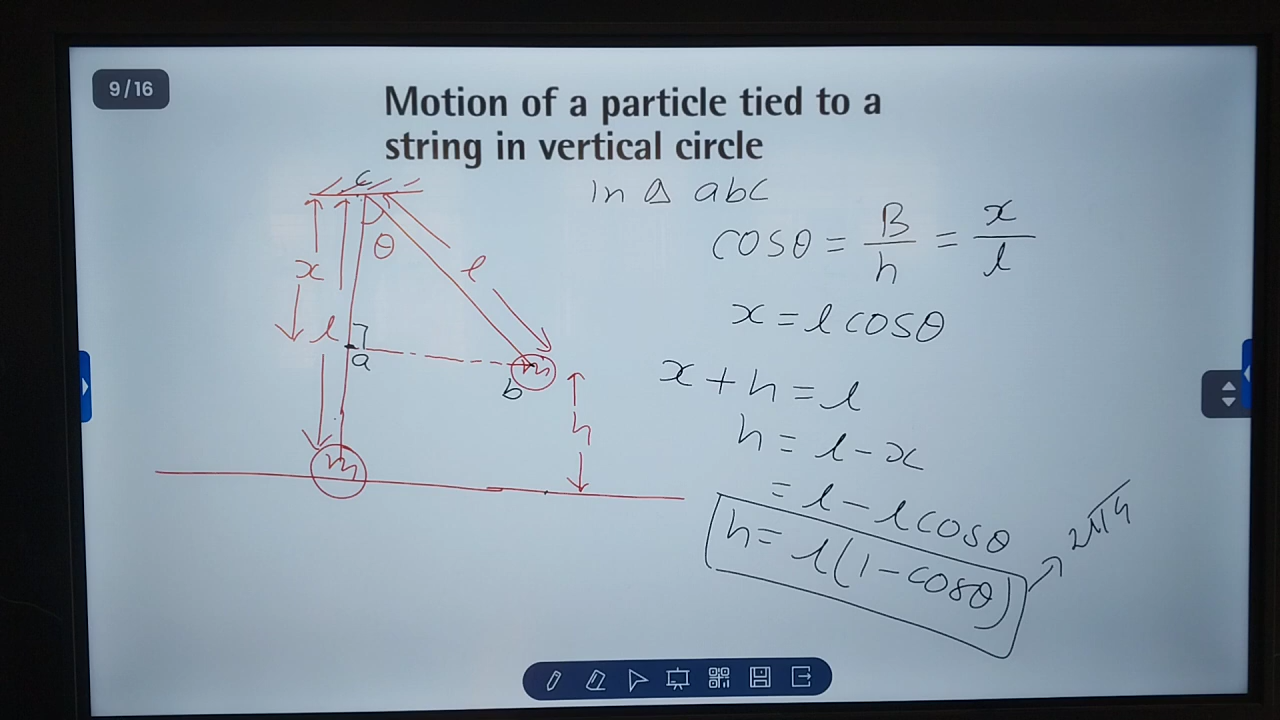 9/16
Motion of a particle tied to a
string in vertical circle
c
θ
x
l
l
a
b
m
m
h
In Δ abc
cosθ = B/h = x/l
x = l cosθ
x + h = l
h = l - x
= l - l cosθ
h = l(1 - cosθ)